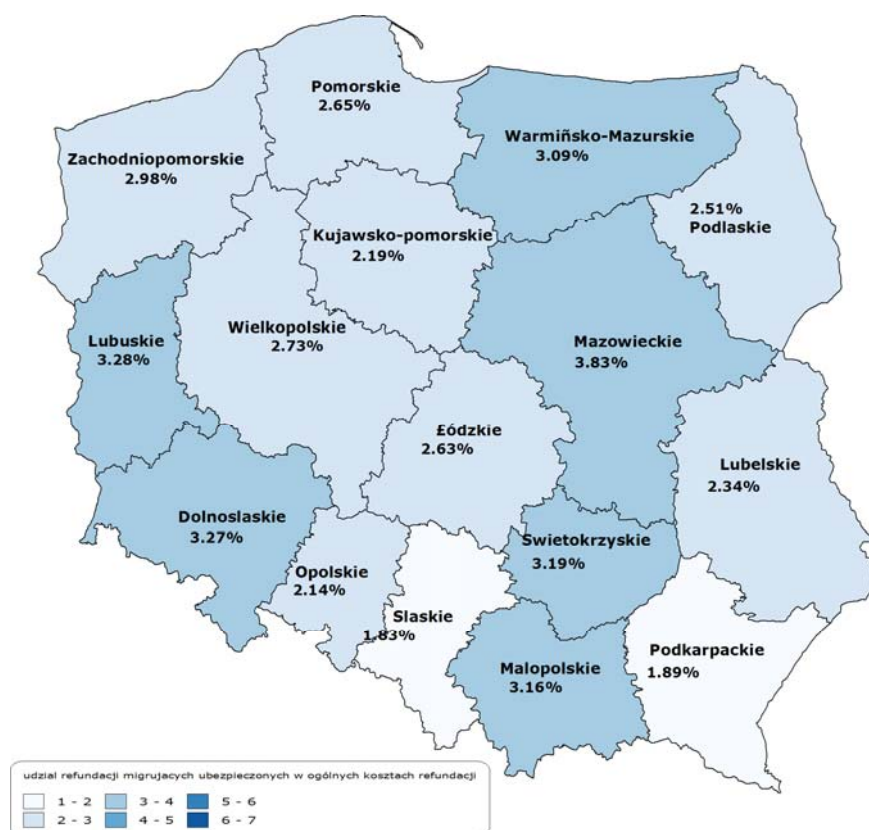 Pomorskie
2.65%
Warmiñsko-Mazurskie
3.09%
Zachodniopomorskie
2.98%
2.51%
Podlaskie
Kujawsko-pomorskie
2.19%
Wielkopolskie
2.73%
Lubuskie
3.28%
Mazowieckie
3.83%
£ódzkie
2.63%
Lubelskie
2.34%
Dolnoslaskie
3.27%
Swietokrzyskie
3.19%
Opolskie
2.14%
Slaskie
1.83%
Podkarpackie
1.89%
Malopolskie
3.16%
udzial refundacji migrujacych ubezpieczonych w ogólnych kosztach refundacji
1 - 2 3 - 4 5 - 6
2 - 3 4 - 5 6 - 7